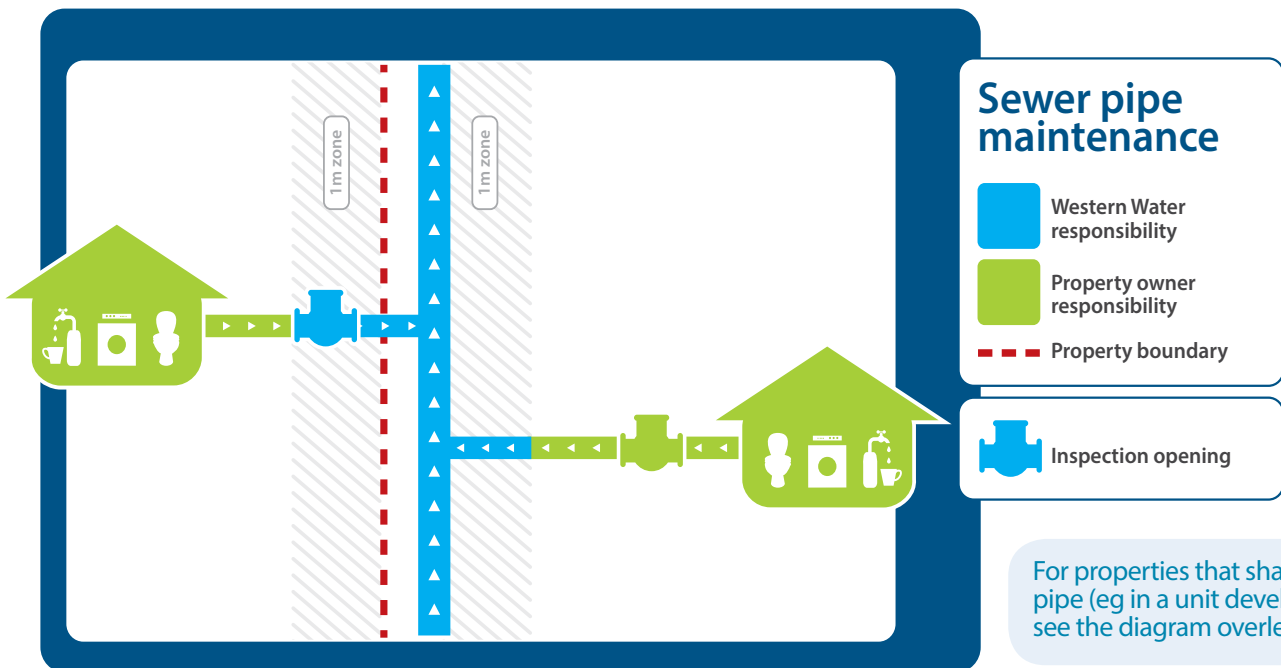 1m zone
1m zone
Sewer pipe
maintenance
Western Water
responsibility
Property owner
responsibility
Property boundary
Inspection opening
For properties that sha
pipe (eg in a unit devel
see the diagram overle